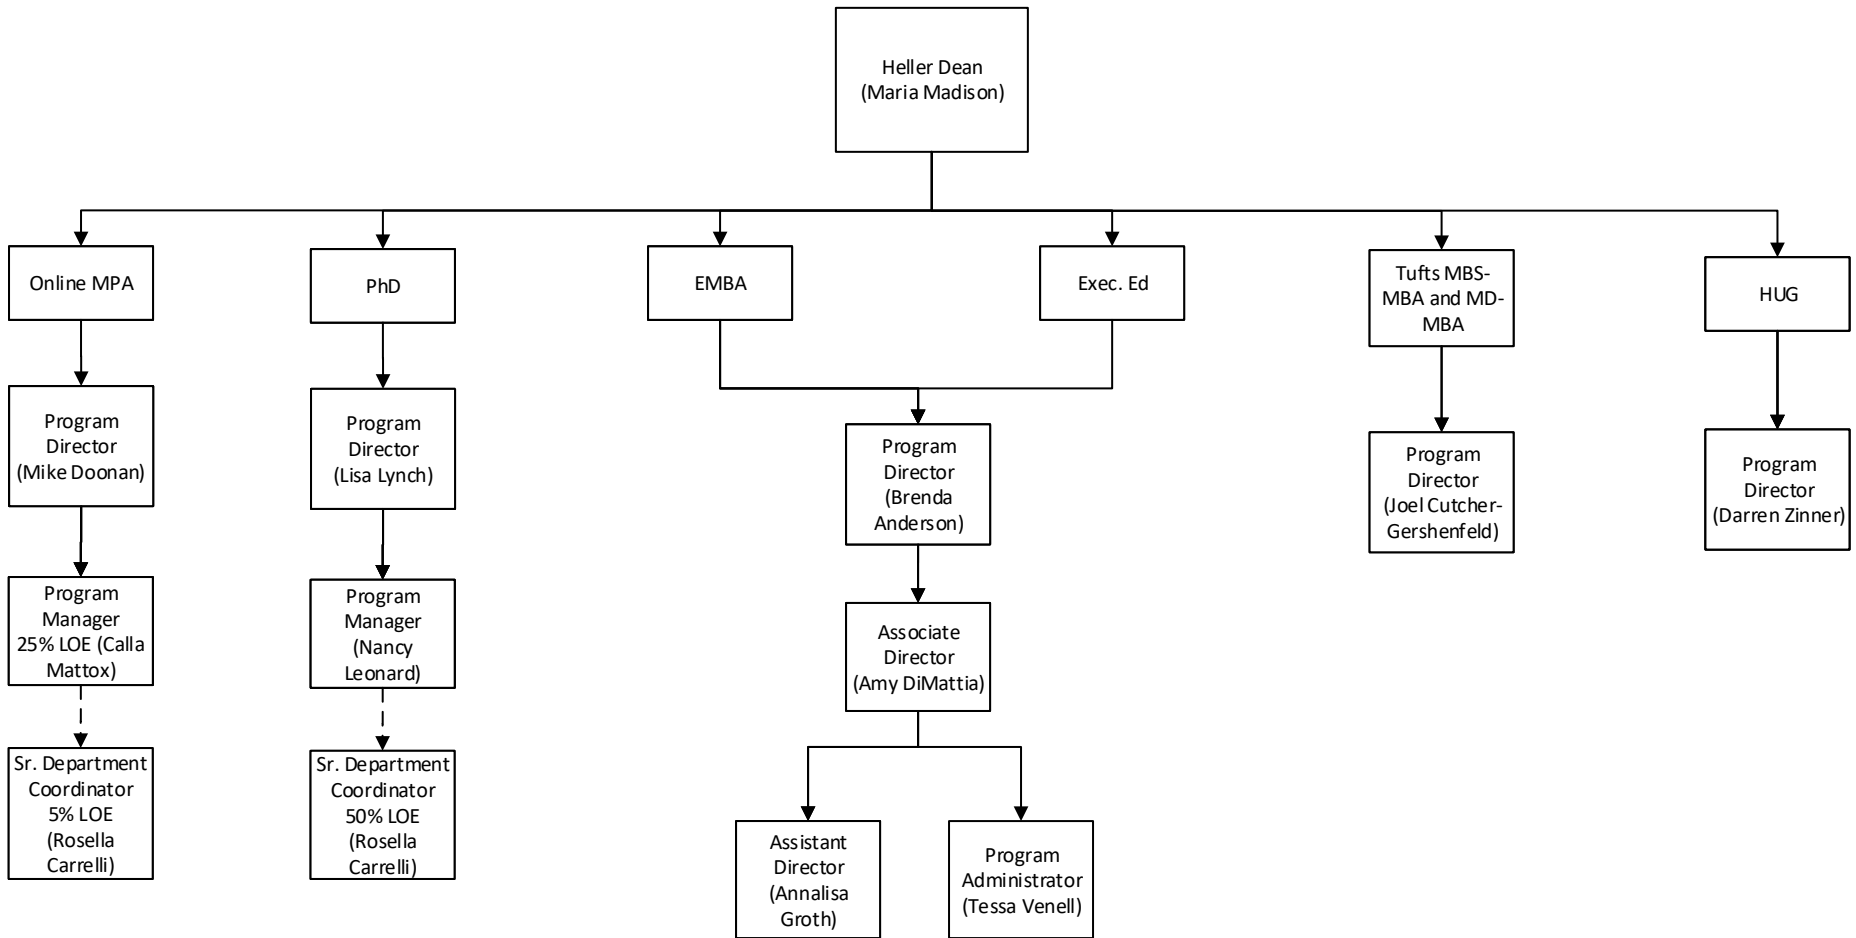 Heller Dean
(Maria Madison)
Online MPA
PhD
EMBA
Exec. Ed
Tufts MBS-
MBA and MD-
MBA
HUG
Program
Director
(Mike Doonan)
Program
Director
(Lisa Lynch)
Program
Director
(Brenda
Anderson)
Program
Director
(Joel Cutcher-
Gershenfeld)
Program
Director
(Darren Zinner)
Program
Manager
25% LOE (Calla
Mattox)
Program
Manager
(Nancy
Leonard)
Associate
Director
(Amy DiMattia)
Sr. Department
Coordinator
5% LOE
(Rosella
Carrelli)
Sr. Department
Coordinator
50% LOE
(Rosella
Carrelli)
Assistant
Director
(Annalisa
Groth)
Program
Administrator
(Tessa Venell)